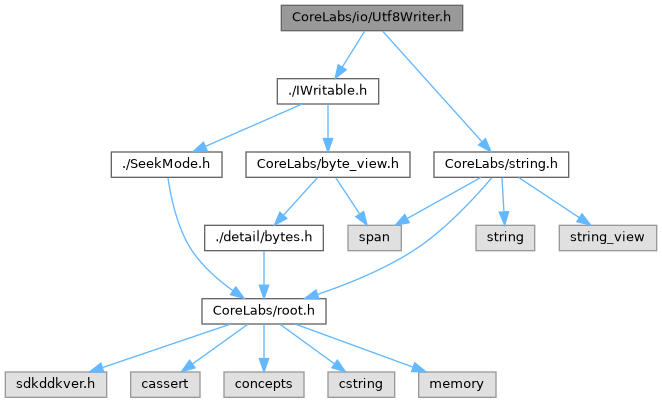 CoreLabs/io/Utf8Writer.h
./IWritable.h
./SeekMode.h
CoreLabs/byte_view.h
CoreLabs/string.h
./detail/bytes.h
span
string
string_view
CoreLabs/root.h
sdkddkver.h
cassert
concepts
cstring
memory